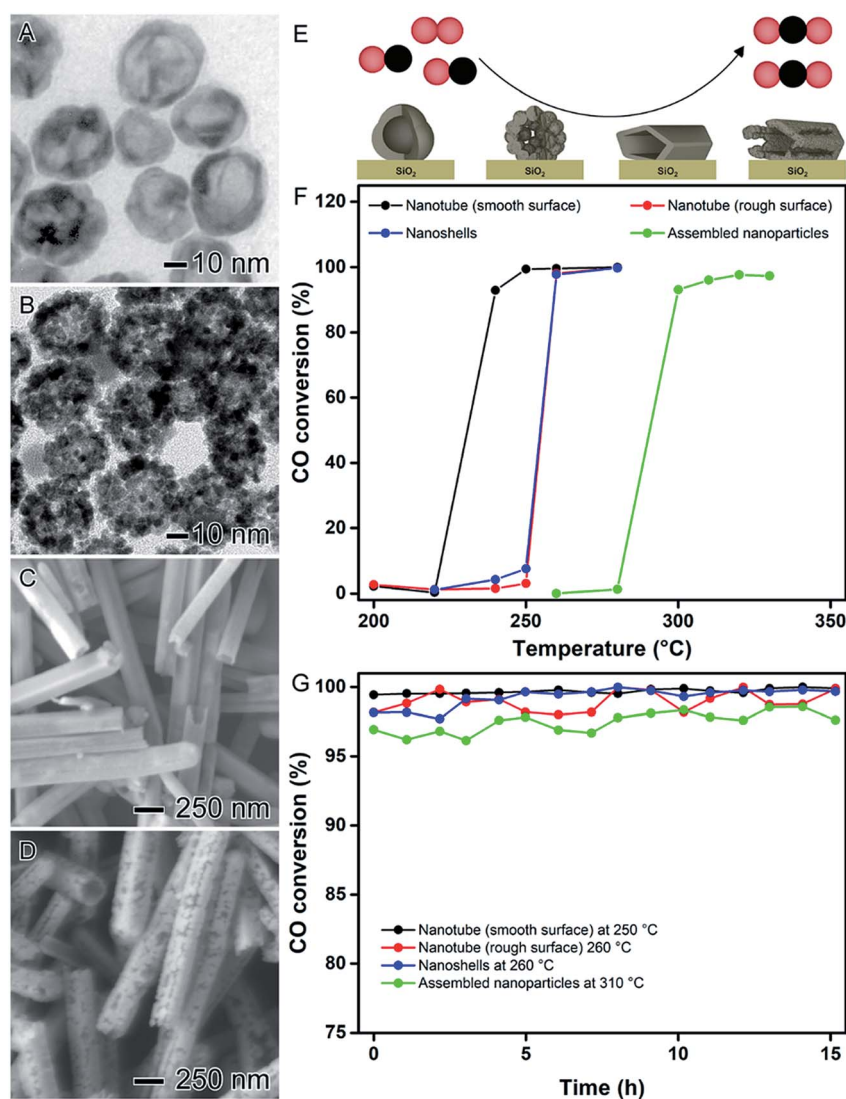 A
10 nm
B
10 nm
C
250 nm
D
250 nm
E
SiO₂
SiO₂
SiO₂
SiO₂
F
Nanotube (smooth surface)
Nanotube (rough surface)
Nanoshells
Assembled nanoparticles
CO conversion (%)
120
100
80
60
40
20
0
200
250
300
350
Temperature (°C)
G
CO conversion (%)
100
95
90
85
80
75
Nanotube (smooth surface) at 250 °C
Nanotube (rough surface) 260 °C
Nanoshells at 260 °C
Assembled nanoparticles at 310 °C
0
5
10
15
Time (h)